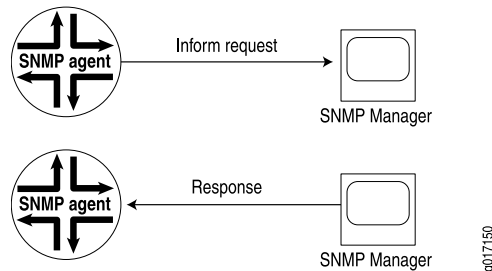 Inform request
SNMP agent
SNMP Manager
Response
SNMP agent
SNMP Manager
g017150